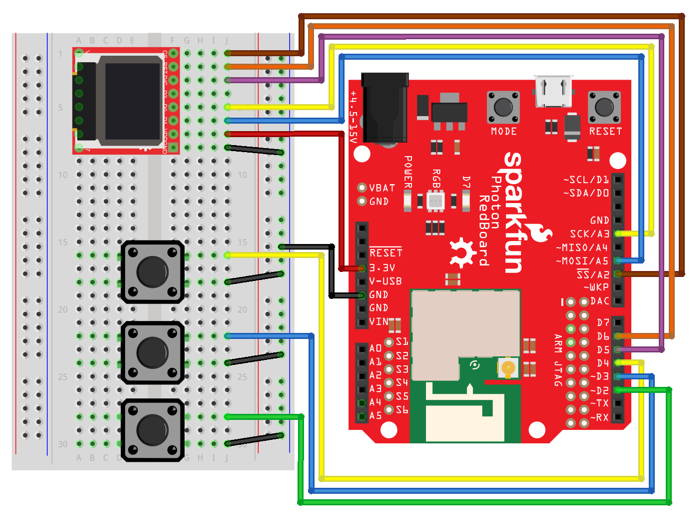 A B C D E
F G H I J
1
5
10
10
15
15
20
20
25
25
30
30
A B C D E
F G H I J
+4.5-15V
MODE
RESET
POWER
RGB
D7
VBAT
GND
sparkfun
Photon
RedBoard
RESET
3.3V
V-USB
GND
GND
VIN
A0
A1
A2
A3
A4
A5
S1
S2
S3
S4
S5
S6
~SCL/D1
~SDA/D0
GND
SCK/A3
~MISO/A4
~MOSI/A5
SS/A2
~WKP
DAC
1
ARM JTAG
D7
D6
D5
D4
~D3
~D2
~TX
~RX